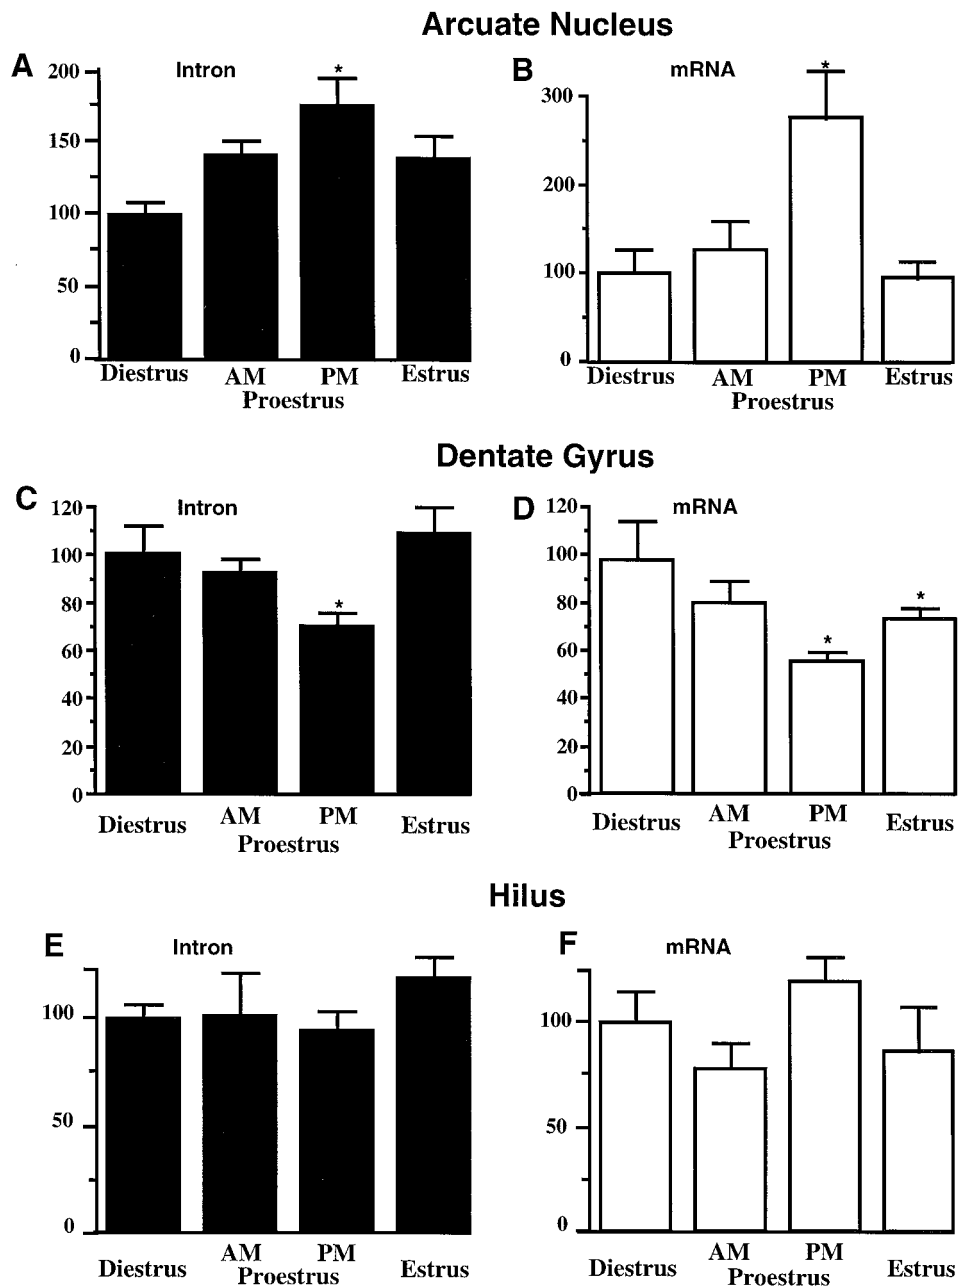 Arcuate Nucleus
A
Intron
200
150
100
50
0
*
Diestrus AM PM Estrus
Proestrus
B
mRNA
300
200
100
0
*
Diestrus AM PM Estrus
Proestrus
Dentate Gyrus
C
Intron
120
100
80
60
40
20
0
*
Diestrus AM PM Estrus
Proestrus
D
mRNA
120
100
80
60
40
20
0
*
*
Diestrus AM PM Estrus
Proestrus
Hilus
E
Intron
100
50
0
Diestrus AM PM Estrus
Proestrus
F
mRNA
100
50
0
Diestrus AM PM Estrus
Proestrus